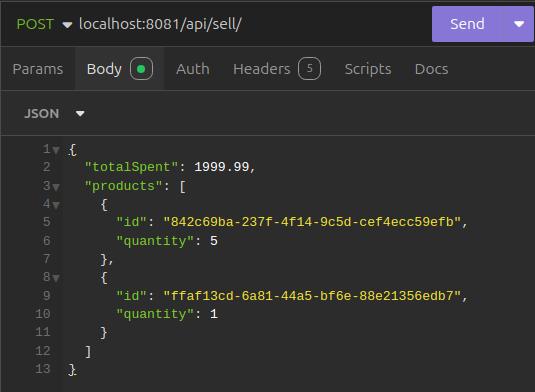 POST localhost:8081/api/sell/ Send
Params Body Auth Headers 5 Scripts Docs
JSON
1 {
2 "totalSpent": 1999.99,
3 "products": [
4 {
5 "id": "842c69ba-237f-4f14-9c5d-cef4ecc59efb",
6 "quantity": 5
7 },
8 {
9 "id": "ffaf13cd-6a81-44a5-bf6e-88e21356edb7",
10 "quantity": 1
11 }
12 ]
13 }